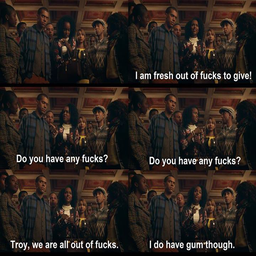 I am fresh out of fucks to give!
Do you have any fucks?
Do you have any fucks?
Troy, we are all out of fucks.
I do have gum though.